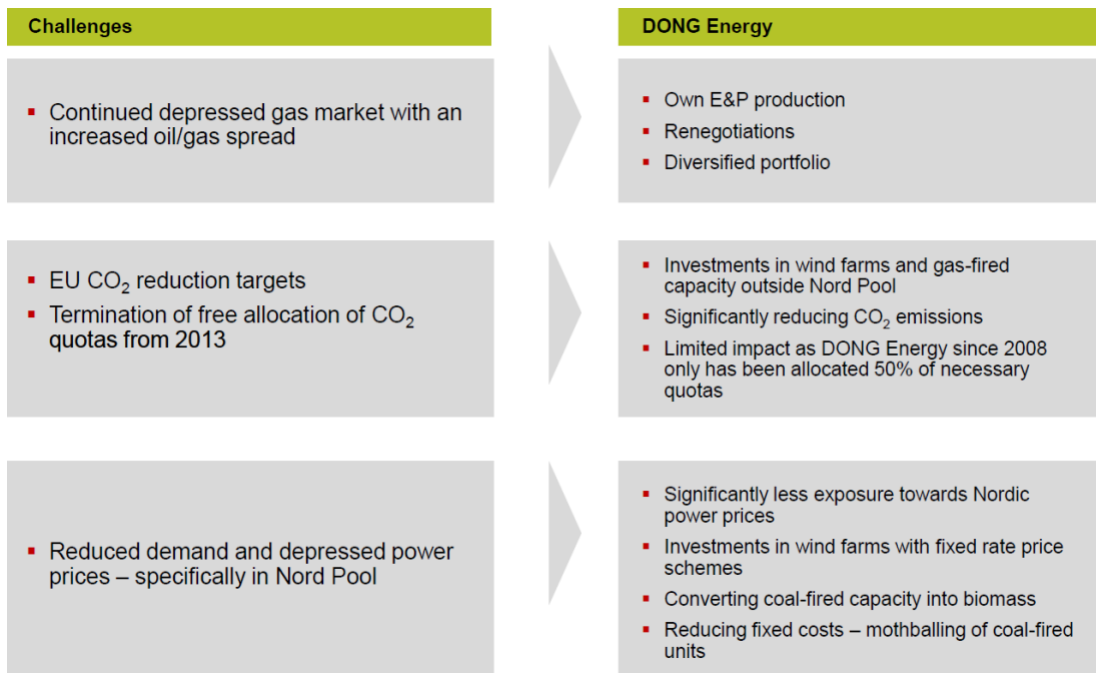 Challenges
DONG Energy
▪ Continued depressed gas market with an
increased oil/gas spread
▪ Own E&P production
▪ Renegotiations
▪ Diversified portfolio
▪ EU CO₂ reduction targets
▪ Termination of free allocation of CO₂
quotas from 2013
▪ Investments in wind farms and gas-fired
capacity outside Nord Pool
▪ Significantly reducing CO₂ emissions
▪ Limited impact as DONG Energy since 2008
only has been allocated 50% of necessary
quotas
▪ Reduced demand and depressed power
prices – specifically in Nord Pool
▪ Significantly less exposure towards Nordic
power prices
▪ Investments in wind farms with fixed rate price
schemes
▪ Converting coal-fired capacity into biomass
▪ Reducing fixed costs – mothballing of coal-fired
units